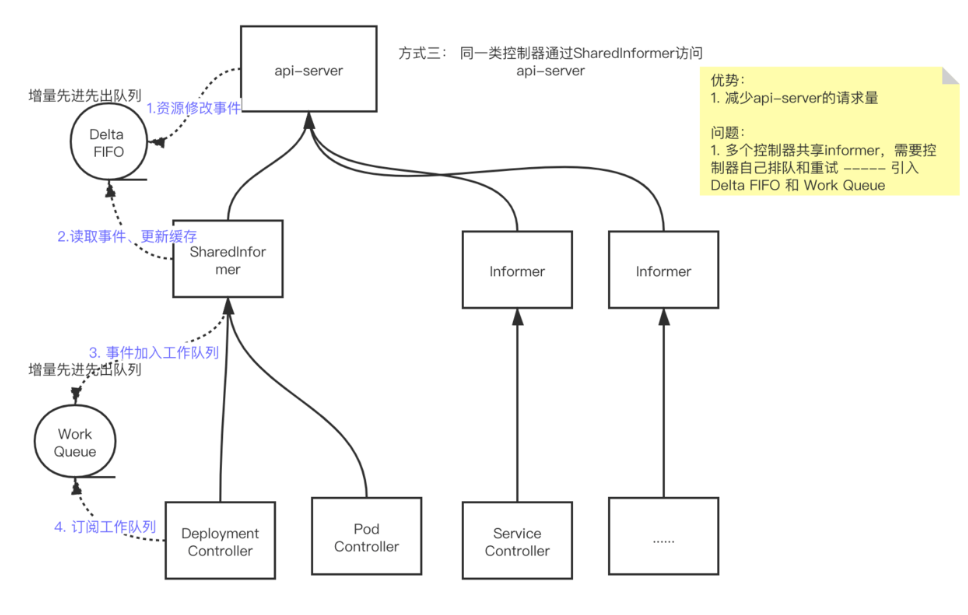 api-server
方式三： 同一类控制器通过SharedInformer访问
api-server
优势：
1. 减少api-server的请求量
问题：
1. 多个控制器共享informer，需要控
制器自己排队和重试 ----- 引入
Delta FIFO 和 Work Queue
增量先进先出队列
1.资源修改事件
Delta
FIFO
2.读取事件、更新缓存
SharedInfor
mer
Informer
Informer
3. 事件加入工作队列
增量先进先出队列
Work
Queue
4. 订阅工作队列
Deployment
Controller
Pod
Controller
Service
Controller
......